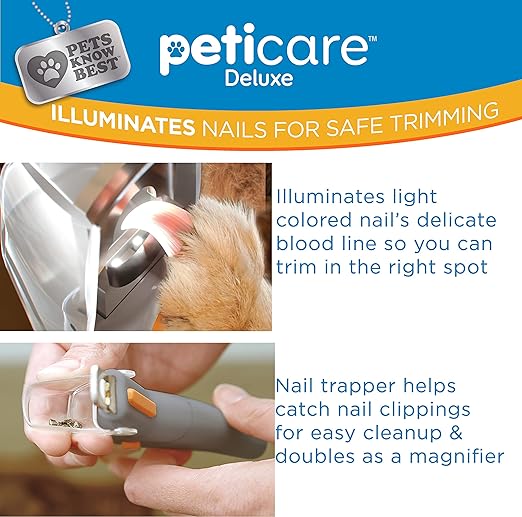 PETS
KNOW
BEST
peticare™
Deluxe
ILLUMINATES NAILS FOR SAFE TRIMMING
Illuminates light
colored nail's delicate
blood line so you can
trim in the right spot
Nail trapper helps
catch nail clippings
for easy cleanup &
doubles as a magnifier